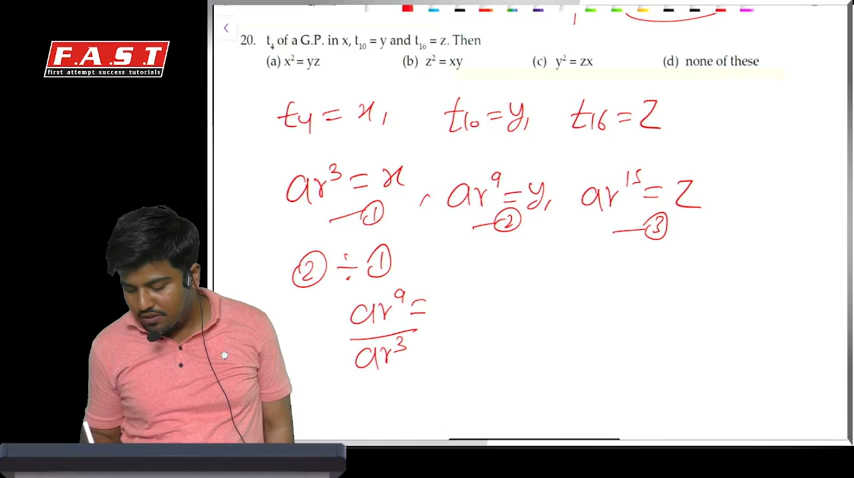 F.A.S.T
first attempt success tutorials
20. t₄ of a G.P. in x, t₁₀ = y and t₁₆ = z. Then
(a) x² = yz (b) z² = xy (c) y² = zx (d) none of these
t₄ = x, t₁₀ = y, t₁₆ = z
ar³ = x, ar⁹ = y, ar¹⁵ = z
① ② ③
② ÷ ①
ar⁹ =
ar³